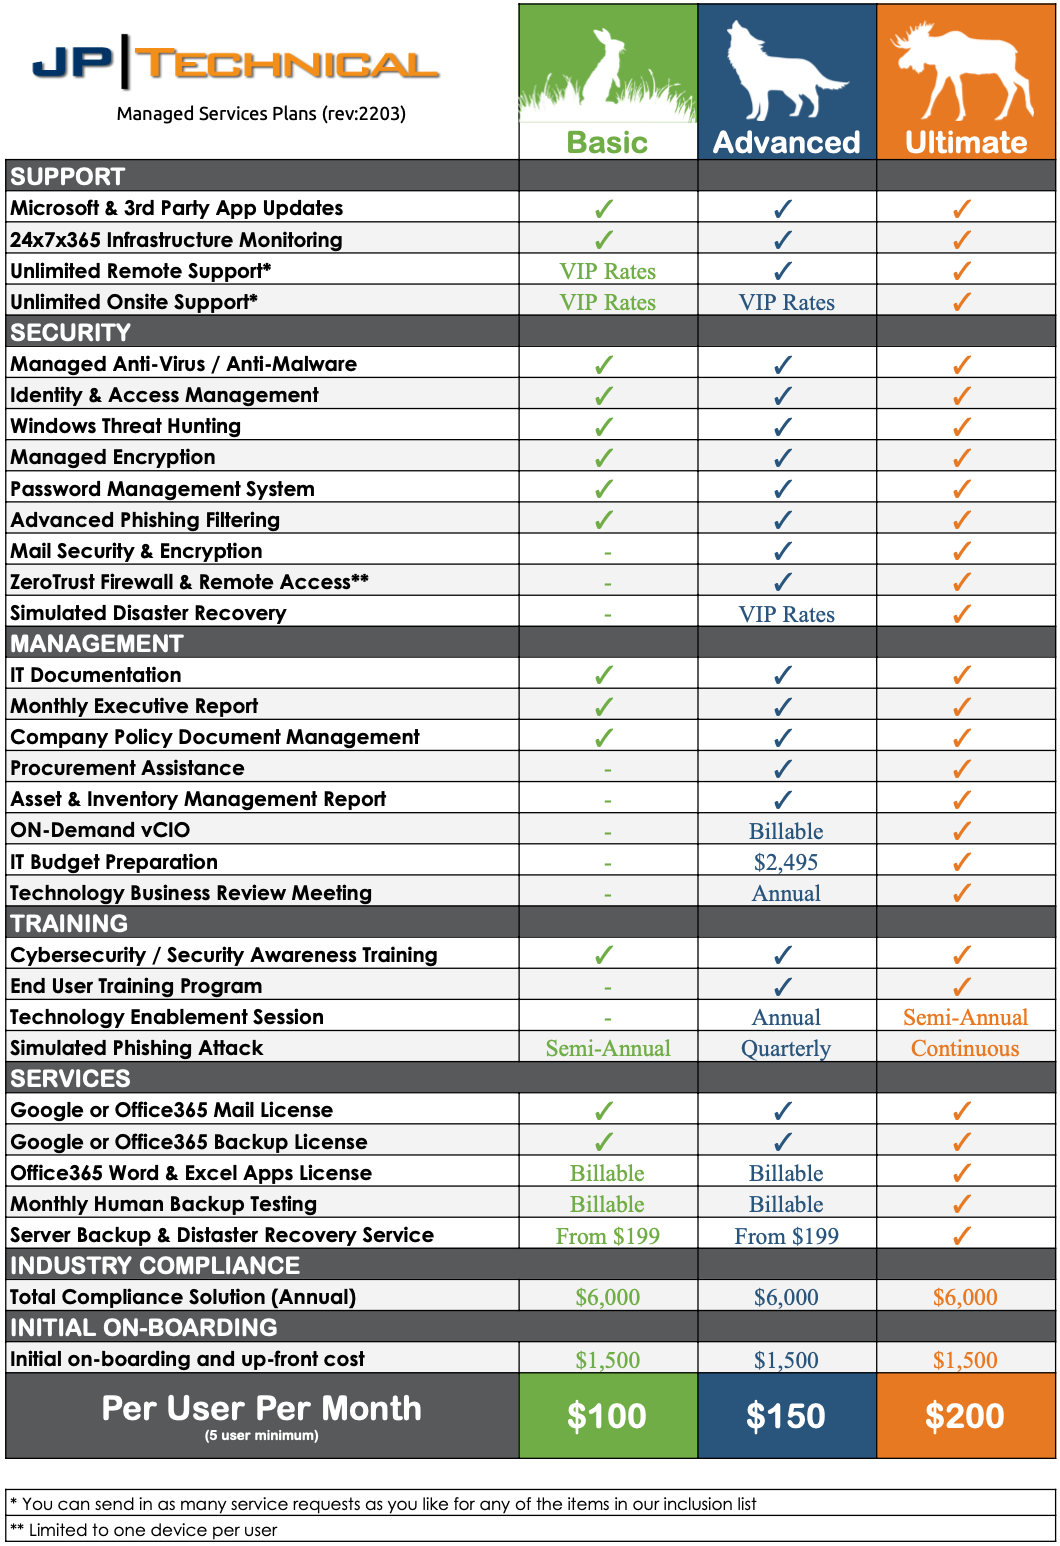 JP|TECHNICAL
Managed Services Plans (rev:2203)
Basic Advanced Ultimate
SUPPORT
Microsoft & 3rd Party App Updates ✓ ✓ ✓
24x7x365 Infrastructure Monitoring ✓ ✓ ✓
Unlimited Remote Support* VIP Rates ✓ ✓
Unlimited Onsite Support* VIP Rates VIP Rates ✓
SECURITY
Managed Anti-Virus / Anti-Malware ✓ ✓ ✓
Identity & Access Management ✓ ✓ ✓
Windows Threat Hunting ✓ ✓ ✓
Managed Encryption ✓ ✓ ✓
Password Management System ✓ ✓ ✓
Advanced Phishing Filtering ✓ ✓ ✓
Mail Security & Encryption - ✓ ✓
ZeroTrust Firewall & Remote Access** - ✓ ✓
Simulated Disaster Recovery - VIP Rates ✓
MANAGEMENT
IT Documentation ✓ ✓ ✓
Monthly Executive Report ✓ ✓ ✓
Company Policy Document Management ✓ ✓ ✓
Procurement Assistance - ✓ ✓
Asset & Inventory Management Report - ✓ ✓
ON-Demand vCIO - Billable ✓
IT Budget Preparation - $2,495 ✓
Technology Business Review Meeting - Annual ✓
TRAINING
Cybersecurity / Security Awareness Training ✓ ✓ ✓
End User Training Program - ✓ ✓
Technology Enablement Session - Annual Semi-Annual
Simulated Phishing Attack Semi-Annual Quarterly Continuous
SERVICES
Google or Office365 Mail License ✓ ✓ ✓
Google or Office365 Backup License ✓ ✓ ✓
Office365 Word & Excel Apps License Billable Billable ✓
Monthly Human Backup Testing Billable Billable ✓
Server Backup & Distaster Recovery Service From $199 From $199 ✓
INDUSTRY COMPLIANCE
Total Compliance Solution (Annual) $6,000 $6,000 $6,000
INITIAL ON-BOARDING
Initial on-boarding and up-front cost $1,500 $1,500 $1,500
Per User Per Month $100 $150 $200
(5 user minimum)
* You can send in as many service requests as you like for any of the items in our inclusion list
** Limited to one device per user